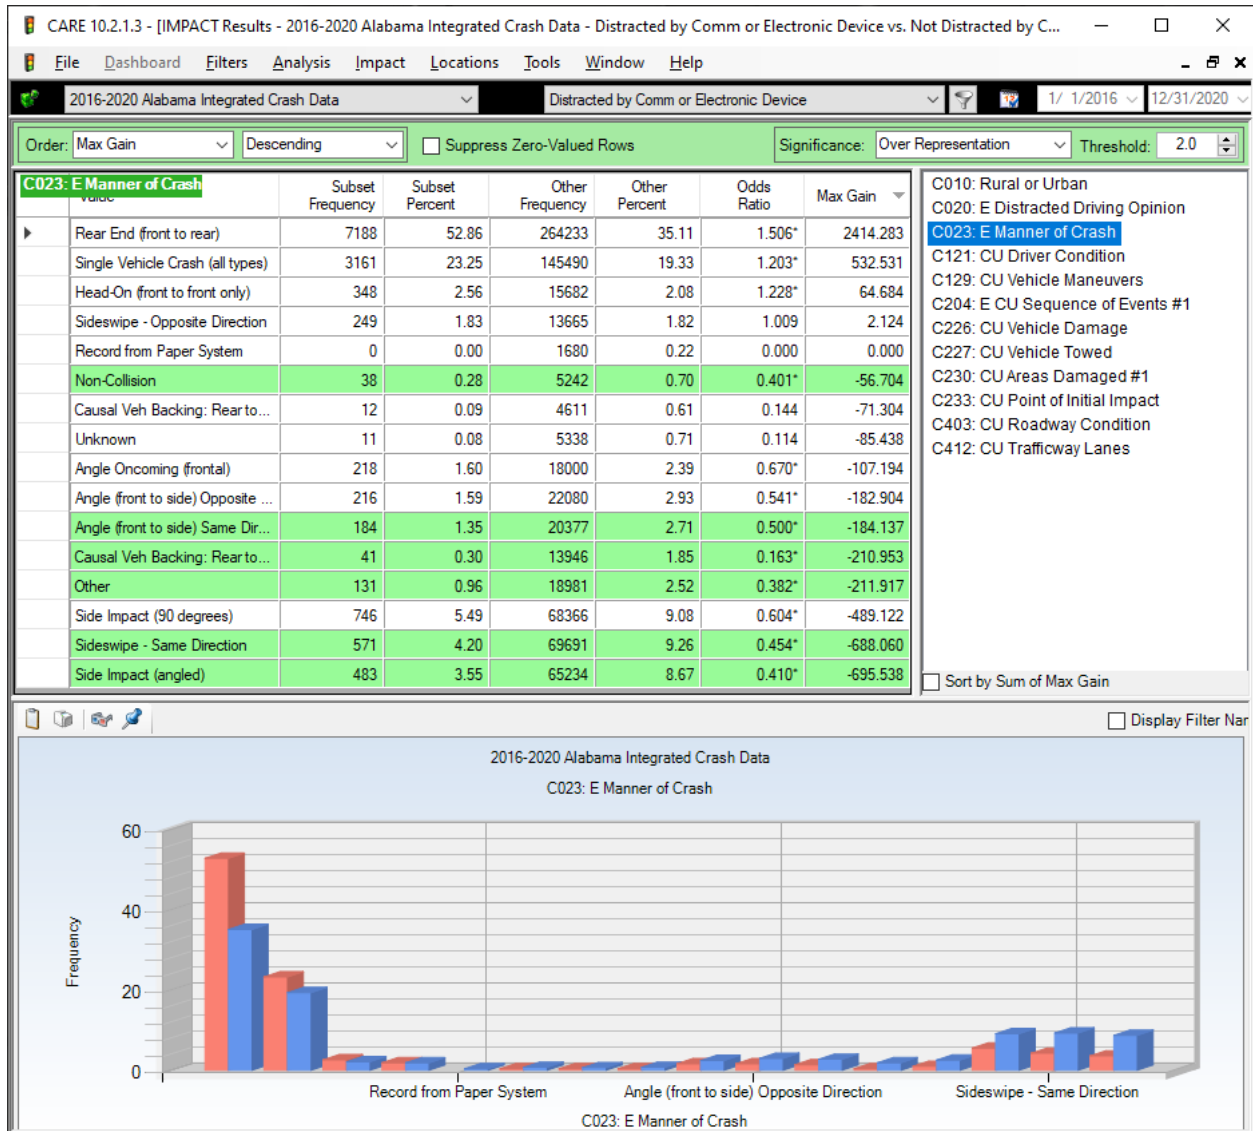 CARE 10.2.1.3 - [IMPACT Results - 2016-2020 Alabama Integrated Crash Data - Distracted by Comm or Electronic Device vs. Not Distracted by C...
File Dashboard Filters Analysis Impact Locations Tools Window Help
2016-2020 Alabama Integrated Crash Data Distracted by Comm or Electronic Device 1/ 1/2016 12/31/2020
Order: Max Gain Descending Suppress Zero-Valued Rows Significance: Over Representation Threshold: 2.0
C023: E Manner of Crash
Subset Frequency Subset Percent Other Frequency Other Percent Odds Ratio Max Gain
Rear End (front to rear) 7188 52.86 264233 35.11 1.506* 2414.283
Single Vehicle Crash (all types) 3161 23.25 145490 19.33 1.203* 532.531
Head-On (front to front only) 348 2.56 15682 2.08 1.228* 64.684
Sideswipe - Opposite Direction 249 1.83 13665 1.82 1.009 2.124
Record from Paper System 0 0.00 1680 0.22 0.000 0.000
Non-Collision 38 0.28 5242 0.70 0.401* -56.704
Causal Veh Backing: Rear to... 12 0.09 4611 0.61 0.144 -71.304
Unknown 11 0.08 5338 0.71 0.114 -85.438
Angle Oncoming (frontal) 218 1.60 18000 2.39 0.670* -107.194
Angle (front to side) Opposite ... 216 1.59 22080 2.93 0.541* -182.904
Angle (front to side) Same Dir... 184 1.35 20377 2.71 0.500* -184.137
Causal Veh Backing: Rear to... 41 0.30 13946 1.85 0.163* -210.953
Other 131 0.96 18981 2.52 0.382* -211.917
Side Impact (90 degrees) 746 5.49 68366 9.08 0.604* -489.122
Sideswipe - Same Direction 571 4.20 69691 9.26 0.454* -688.060
Side Impact (angled) 483 3.55 65234 8.67 0.410* -695.538
C010: Rural or Urban
C020: E Distracted Driving Opinion
C023: E Manner of Crash
C121: CU Driver Condition
C129: CU Vehicle Maneuvers
C204: E CU Sequence of Events #1
C226: CU Vehicle Damage
C227: CU Vehicle Towed
C230: CU Areas Damaged #1
C233: CU Point of Initial Impact
C403: CU Roadway Condition
C412: CU Trafficway Lanes
Sort by Sum of Max Gain
Display Filter Nar
2016-2020 Alabama Integrated Crash Data
C023: E Manner of Crash
60
40
20
0
Frequency
Record from Paper System Angle (front to side) Opposite Direction Sideswipe - Same Direction
C023: E Manner of Crash